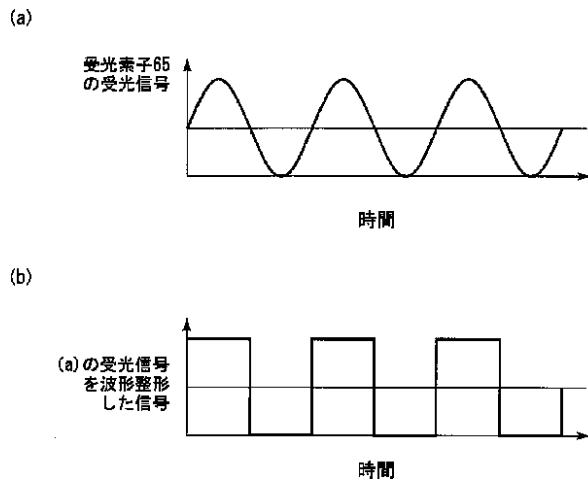 (a)
受光素子65
の受光信号
時間
(b)
(a)の受光信号
を波形整形
した信号
時間